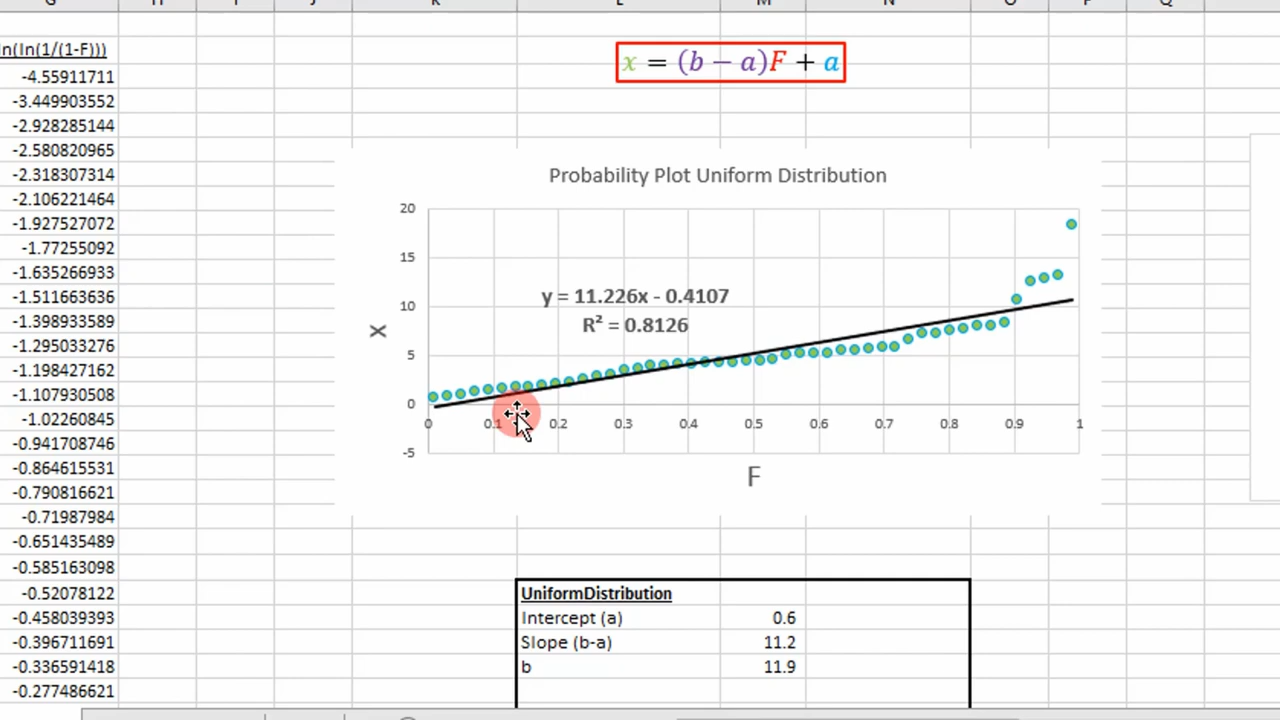 ln(ln(1/(1-F)))
-4.55911711
-3.449903552
-2.928285144
-2.580820965
-2.318307314
-2.106221464
-1.927527072
-1.77255092
-1.635266933
-1.511663636
-1.398933589
-1.295033276
-1.198427162
-1.107930508
-1.02260845
-0.941708746
-0.864615531
-0.790816621
-0.71987984
-0.651435489
-0.585163098
-0.52078122
-0.458039393
-0.396711691
-0.336591418
-0.277486621
x = (b − a)F + a
Probability Plot Uniform Distribution
20
15
10
5
0
-5
X
y = 11.226x - 0.4107
R² = 0.8126
0 0.1 0.2 0.3 0.4 0.5 0.6 0.7 0.8 0.9 1
F
UniformDistribution
Intercept (a) 0.6
Slope (b-a) 11.2
b 11.9